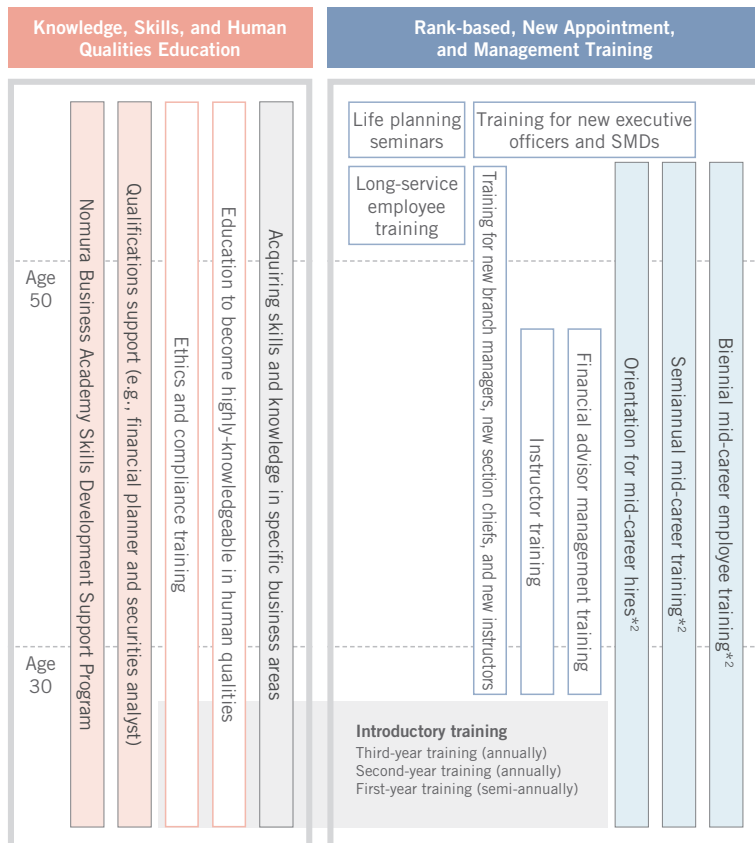 Knowledge, Skills, and Human
Qualities Education
Rank-based, New Appointment,
and Management Training
Age
50
Age
30
Nomura Business Academy Skills Development Support Program
Qualifications support (e.g., financial planner and securities analyst)
Ethics and compliance training
Education to become highly-knowledgeable in human qualities
Acquiring skills and knowledge in specific business areas
Life planning
seminars
Training for new executive
officers and SMDs
Long-service
employee
training
Training for new branch managers, new section chiefs, and new instructors
Instructor training
Financial advisor management training
Orientation for mid-career hires*2
Semiannual mid-career training*2
Biennial mid-career employee training*2
Introductory training
Third-year training (annually)
Second-year training (annually)
First-year training (semi-annually)